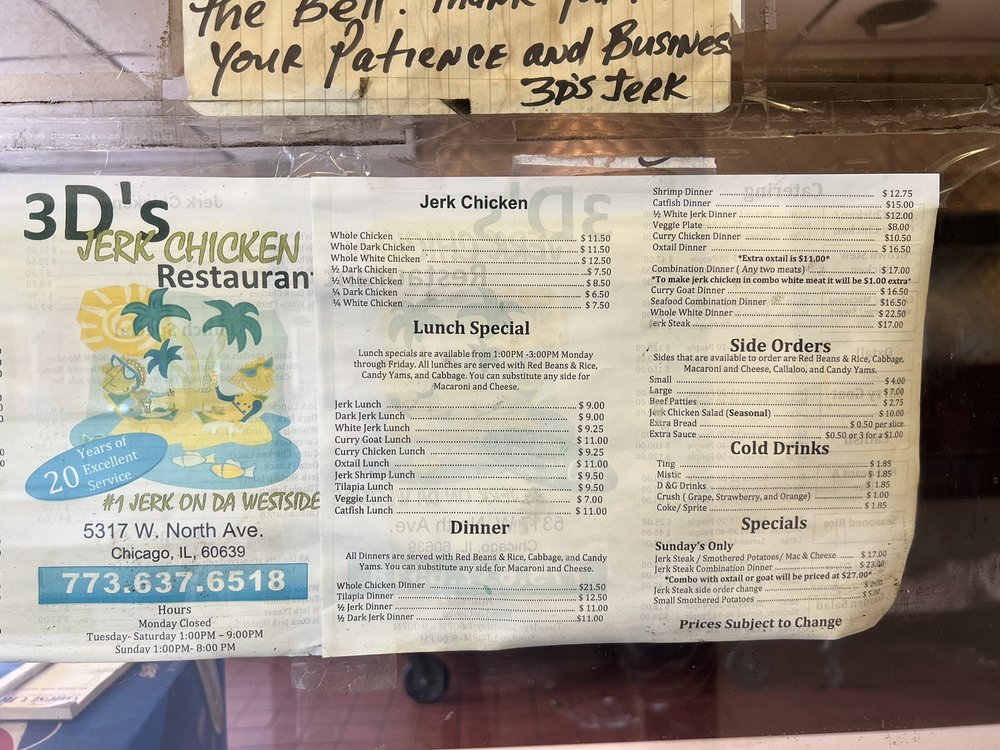 the Bell.
YOUR PATIENCE AND BUSINES
3D'S JERK
3D's
JERK CHICKEN
Restaurant
20 Years of
Excellent
Service
#1 JERK ON DA WESTSIDE
5317 W. North Ave.
Chicago, IL, 60639
773.637.6518
Hours
Monday Closed
Tuesday- Saturday 1:00PM – 9:00PM
Sunday 1:00PM- 8:00 PM
Jerk Chicken
Whole Chicken $ 11.50
Whole Dark Chicken $ 11.50
Whole White Chicken $ 12.50
½ Dark Chicken $ 7.50
½ White Chicken $ 8.50
¼ Dark Chicken $ 6.50
¼ White Chicken $ 7.50
Lunch Special
Lunch specials are available from 1:00PM -3:00PM Monday
through Friday. All lunches are served with Red Beans & Rice,
Candy Yams, and Cabbage. You can substitute any side for
Macaroni and Cheese.
Jerk Lunch $ 9.00
Dark Jerk Lunch $ 9.00
White Jerk Lunch $ 9.25
Curry Goat Lunch $ 11.00
Curry Chicken Lunch $ 9.25
Oxtail Lunch $ 11.00
Jerk Shrimp Lunch $ 9.50
Tilapia Lunch $ 9.50
Veggie Lunch $ 7.00
Catfish Lunch $ 11.00
Dinner
All Dinners are served with Red Beans & Rice, Cabbage, and Candy
Yams. You can substitute any side for Macaroni and Cheese.
Whole Chicken Dinner $21.50
Tilapia Dinner $ 12.50
½ Jerk Dinner $ 11.00
½ Dark Jerk Dinner $11.00
Shrimp Dinner $ 12.75
Catfish Dinner $15.00
½ White Jerk Dinner $12.00
Veggie Plate $8.00
Curry Chicken Dinner $10.50
Oxtail Dinner $ 16.50
*Extra oxtail is $11.00*
Combination Dinner ( Any two meats) $ 17.00
*To make jerk chicken in combo white meat it will be $1.00 extra*
Curry Goat Dinner $ 16.50
Seafood Combination Dinner $16.50
Whole White Dinner $ 22.50
Jerk Steak $17.00
Side Orders
Sides that are available to order are Red Beans & Rice, Cabbage,
Macaroni and Cheese, Callaloo, and Candy Yams.
Small $ 4.00
Large $ 7.00
Beef Patties $ 2.75
Jerk Chicken Salad (Seasonal) $ 10.00
Extra Bread $ 0.50 per slice
Extra Sauce $0.50 or 3 for a $1.00
Cold Drinks
Ting $ 1.85
Mistic $ 1.85
D &G Drinks $ 1.85
Crush ( Grape, Strawberry, and Orange) $ 1.00
Coke/ Sprite $ 1.85
Specials
Sunday's Only
Jerk Steak / Smothered Potatoes/ Mac & Cheese $ 17.00
Jerk Steak Combination Dinner $ 23.00
*Combo with oxtail or goat will be priced at $27.00*
Jerk Steak side order change $ 2.00
Small Smothered Potatoes $ 5.00
Prices Subject to Change